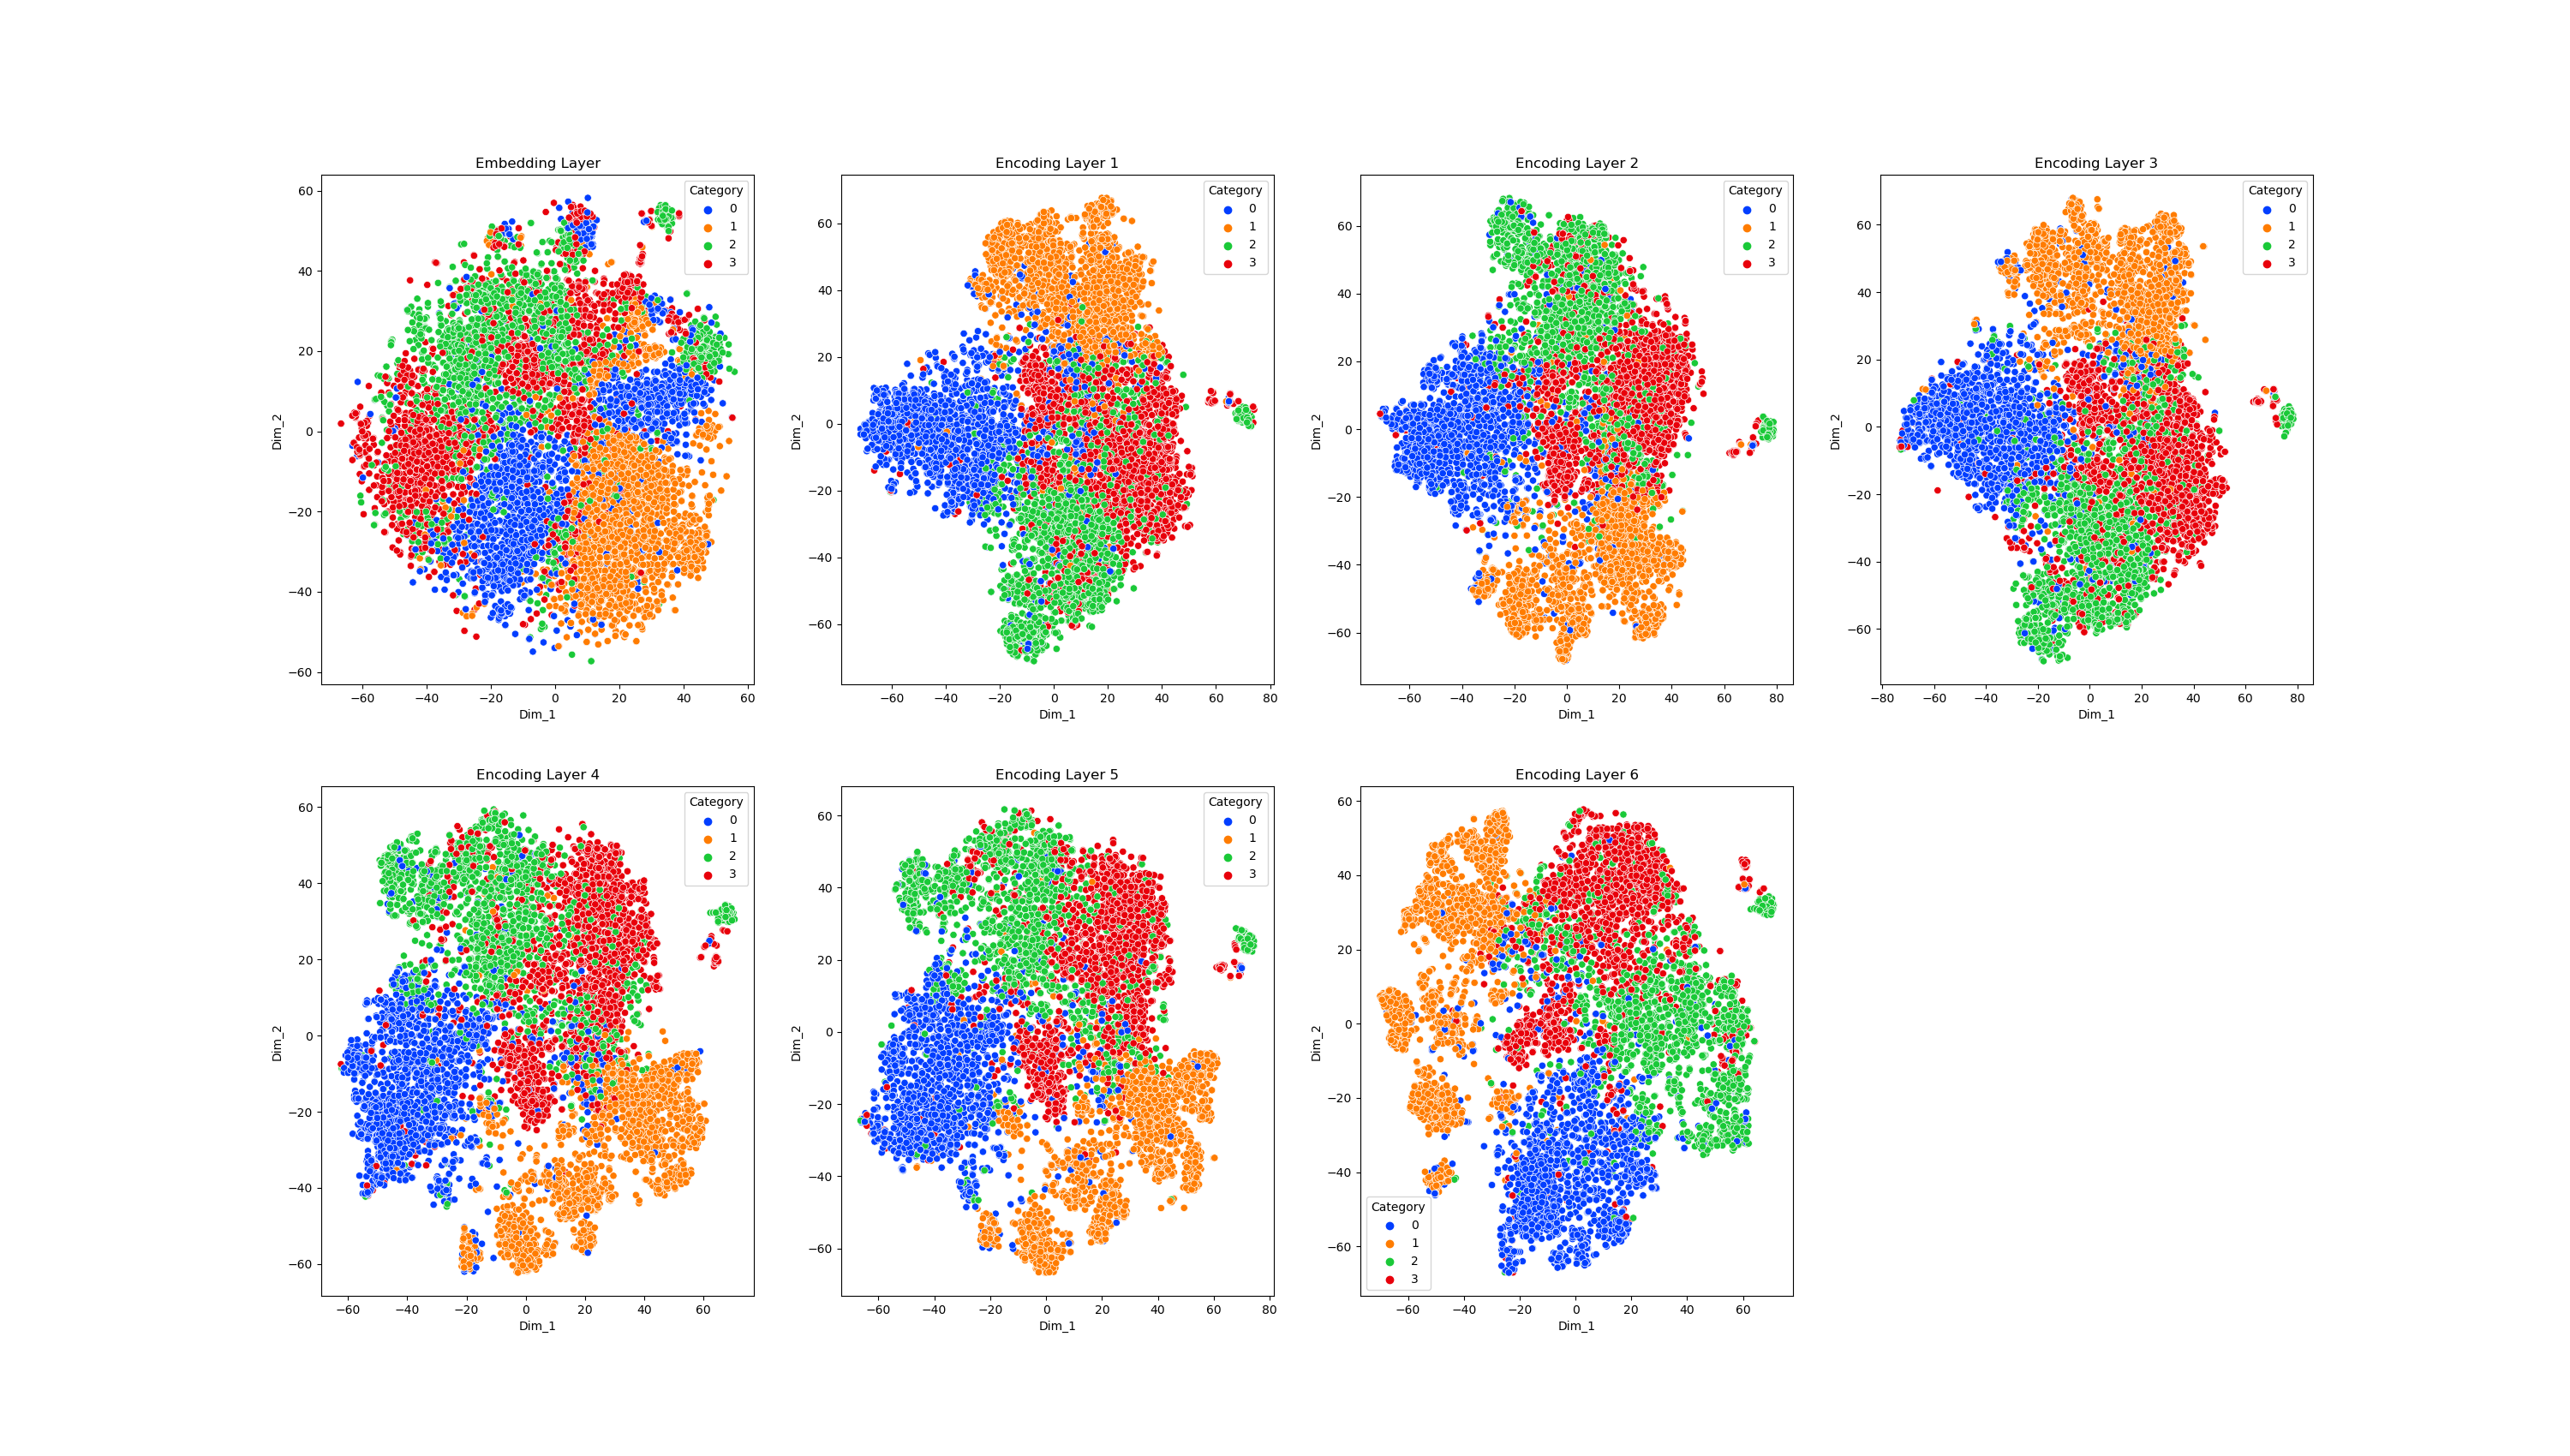 Embedding Layer
Category
0
1
2
3
60
40
20
0
−20
−40
−60
Dim_2
−60 −40 −20 0 20 40 60
Dim_1
Encoding Layer 1
Category
0
1
2
3
60
40
20
0
−20
−40
−60
Dim_2
−60 −40 −20 0 20 40 60 80
Dim_1
Encoding Layer 2
Category
0
1
2
3
60
40
20
0
−20
−40
−60
Dim_2
−60 −40 −20 0 20 40 60 80
Dim_1
Encoding Layer 3
Category
0
1
2
3
60
40
20
0
−20
−40
−60
Dim_2
−80 −60 −40 −20 0 20 40 60 80
Dim_1
Encoding Layer 4
Category
0
1
2
3
60
40
20
0
−20
−40
−60
Dim_2
−60 −40 −20 0 20 40 60
Dim_1
Encoding Layer 5
Category
0
1
2
3
60
40
20
0
−20
−40
−60
Dim_2
−60 −40 −20 0 20 40 60 80
Dim_1
Encoding Layer 6
60
40
20
0
−20
−40
−60
Dim_2
Category
0
1
2
3
−60 −40 −20 0 20 40 60
Dim_1